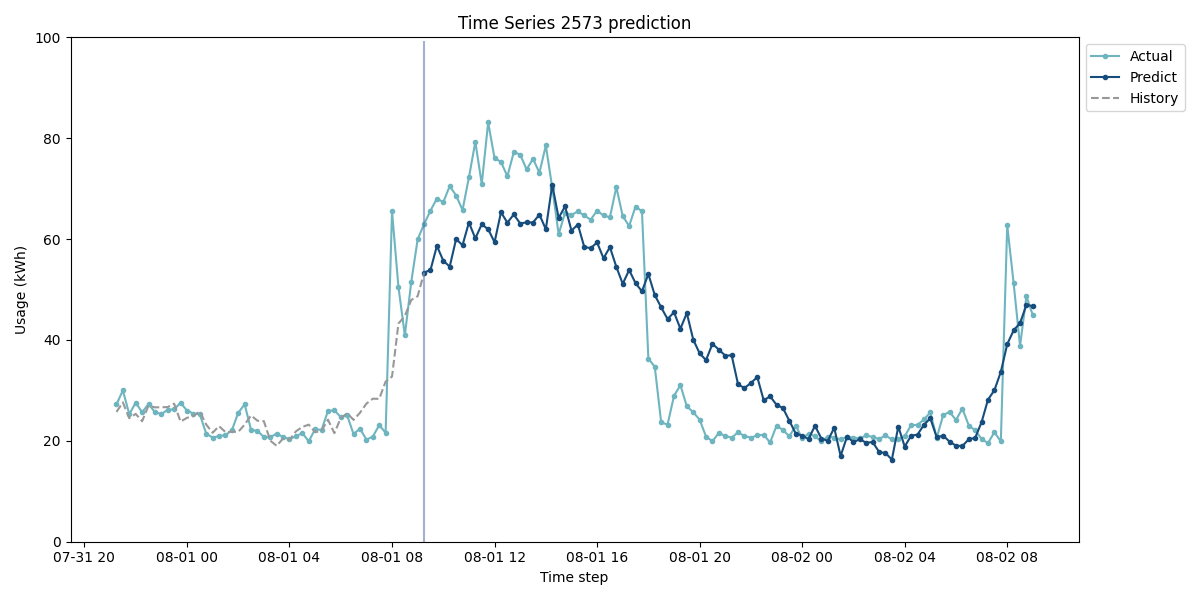 Time Series 2573 prediction
Actual
Predict
History
Usage (kWh)
100
80
60
40
20
0
07-31 20
08-01 00
08-01 04
08-01 08
08-01 12
08-01 16
08-01 20
08-02 00
08-02 04
08-02 08
Time step